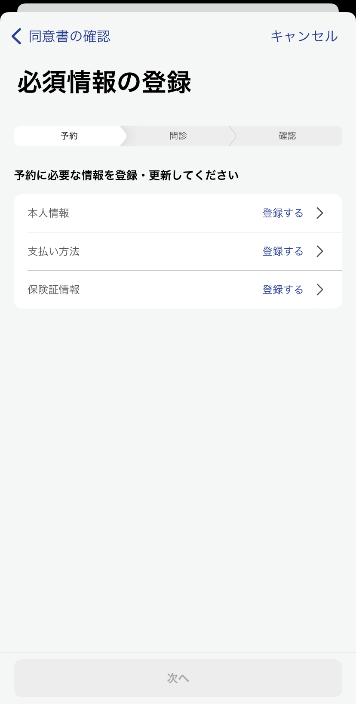 同意書の確認
キャンセル
必須情報の登録
予約
問診
確認
予約に必要な情報を登録・更新してください
本人情報 登録する
支払い方法 登録する
保険証情報 登録する
次へ